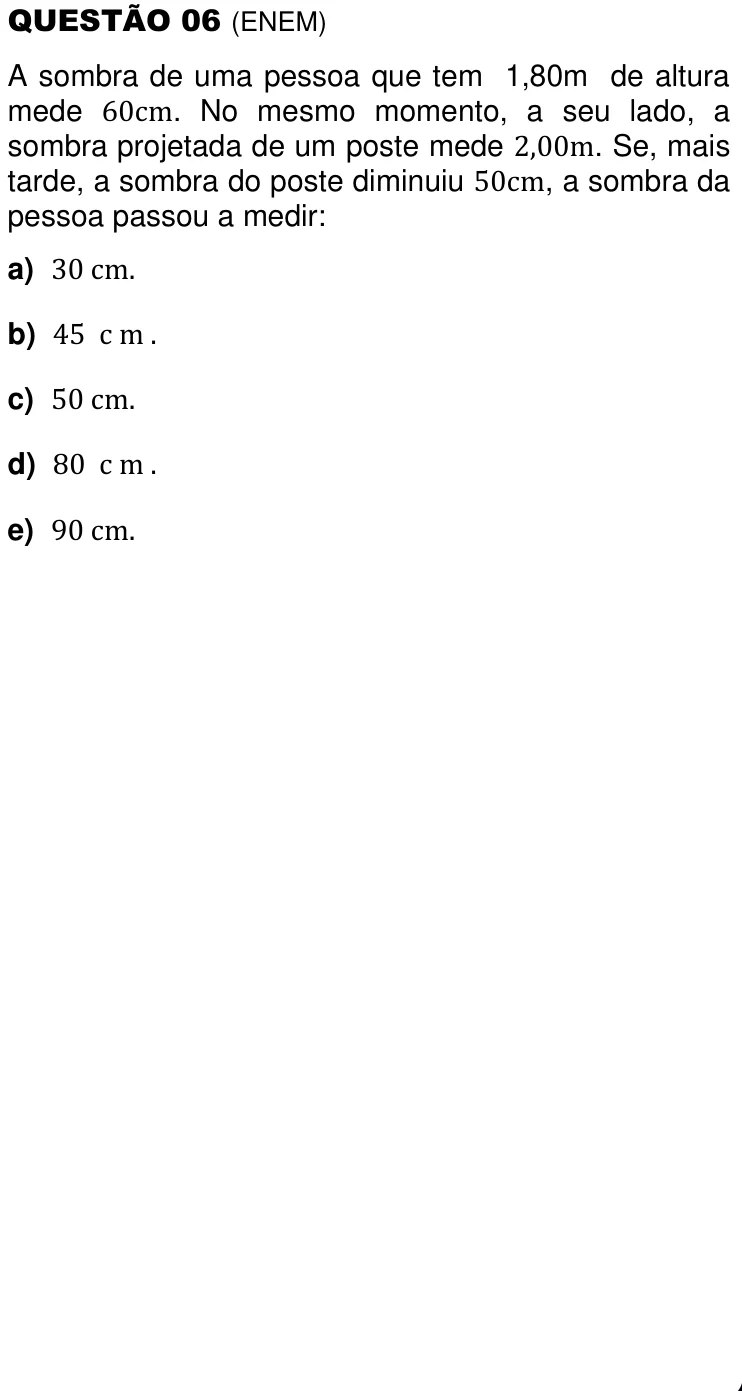 QUESTÃO 06 (ENEM)
A sombra de uma pessoa que tem 1,80m de altura
mede 60cm. No mesmo momento, a seu lado, a
sombra projetada de um poste mede 2,00m. Se, mais
tarde, a sombra do poste diminuiu 50cm, a sombra da
pessoa passou a medir:
a) 30 cm.
b) 45 c m .
c) 50 cm.
d) 80 c m .
e) 90 cm.